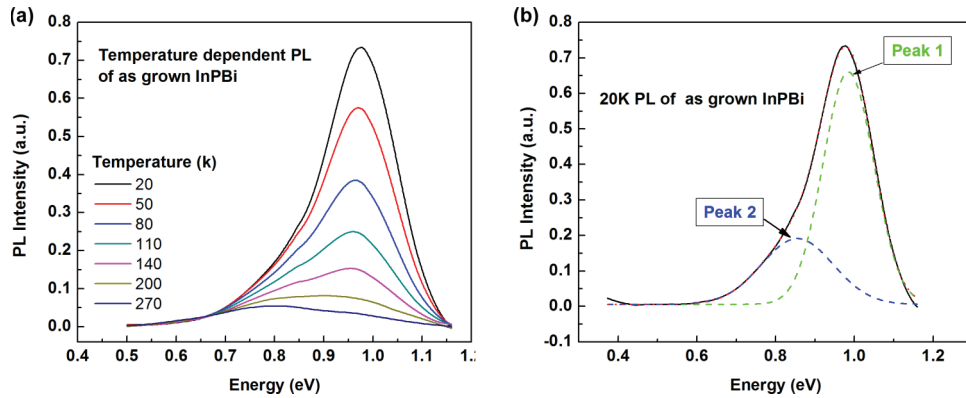 (a)
0.8
0.7
0.6
0.5
0.4
0.3
0.2
0.1
0.0
PL Intensity (a.u.)
Temperature dependent PL
of as grown InPBi
Temperature (k)
20
50
80
110
140
200
270
0.4 0.5 0.6 0.7 0.8 0.9 1.0 1.1 1.2
Energy (eV)
(b)
0.8
0.7
0.6
0.5
0.4
0.3
0.2
0.1
0.0
-0.1
PL Intensity (a.u.)
Peak 1
20K PL of as grown InPBi
Peak 2
0.4 0.6 0.8 1.0 1.2
Energy (eV)